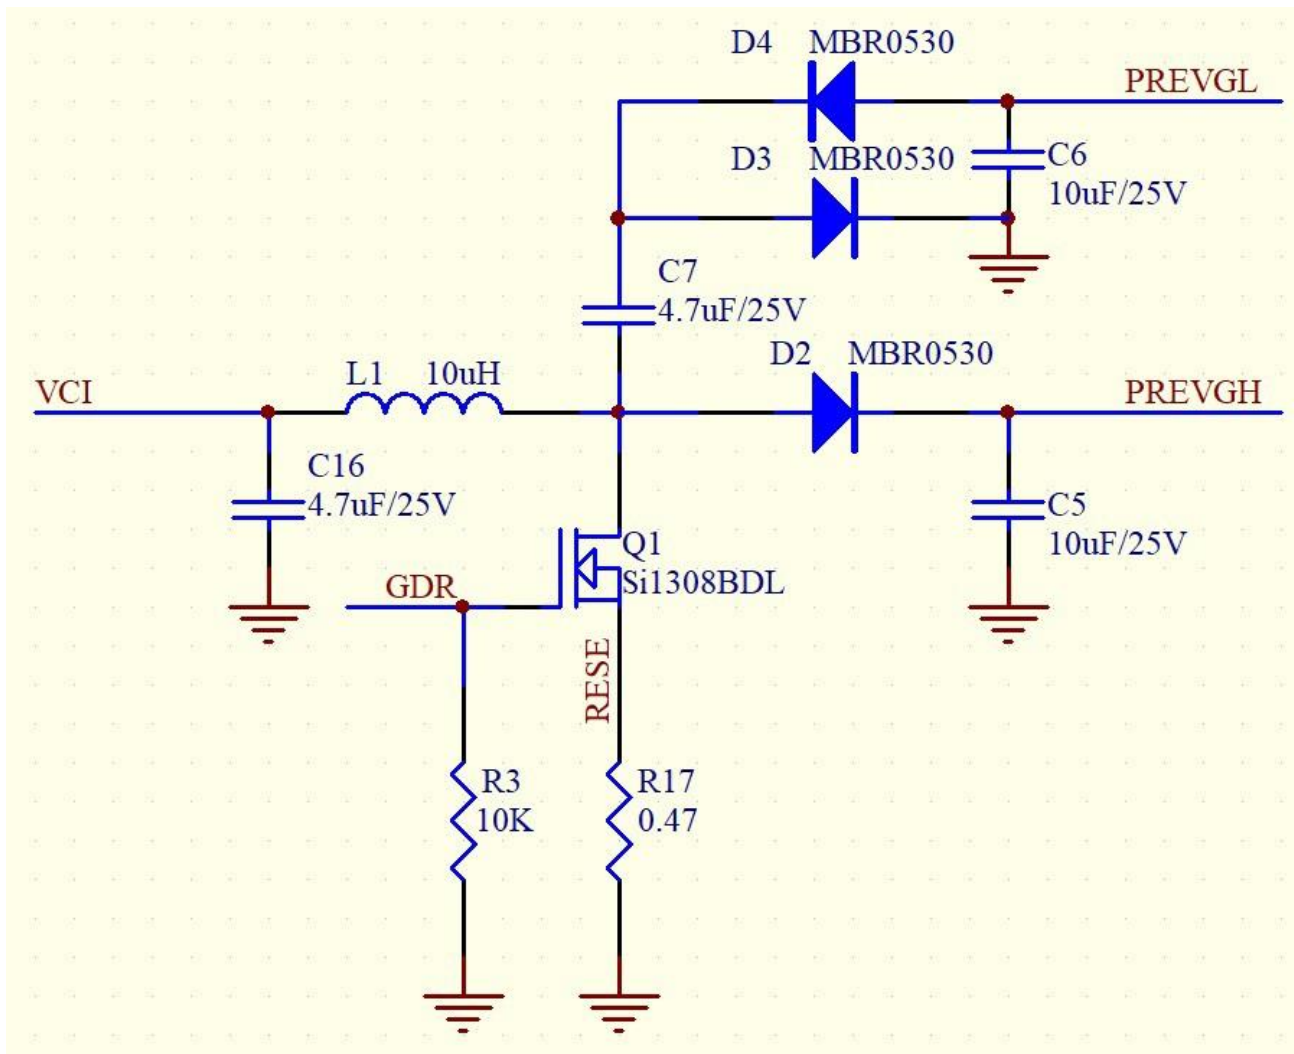 D4 MBR0530
PREVGL
D3 MBR0530
C6
10uF/25V
C7
4.7uF/25V
D2 MBR0530
L1 10uH
VCI
PREVGH
C16
4.7uF/25V
C5
10uF/25V
Q1
Si1308BDL
GDR
RESE
R3
10K
R17
0.47